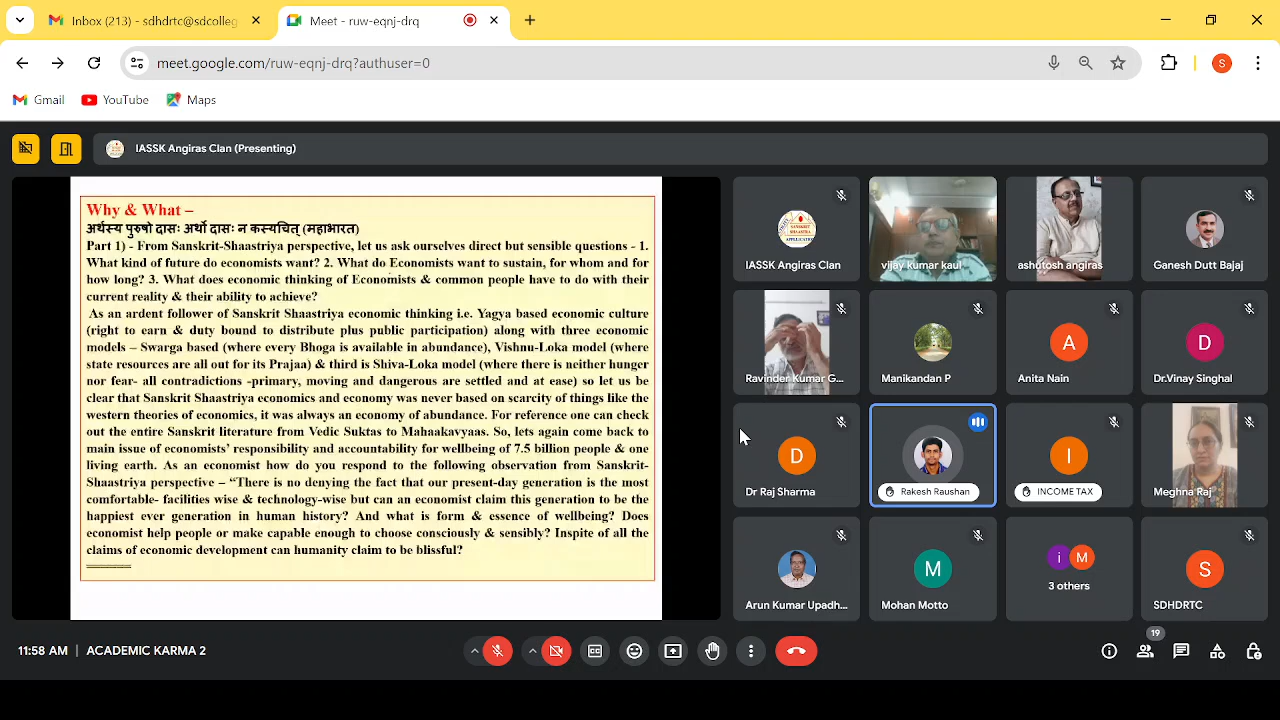 Inbox (213) - sdhdrtc@sdcolleg
Meet - ruw-eqnj-drq
meet.google.com/ruw-eqnj-drq?authuser=0
Gmail
YouTube
Maps
IASSK Angiras Clan (Presenting)
Why & What –
अर्थस्य पुरुषो दासः अर्थो दासः न कस्यचित् (महाभारत)
Part 1) - From Sanskrit-Shaastriya perspective, let us ask ourselves direct but sensible questions - 1.
What kind of future do economists want? 2. What do Economists want to sustain, for whom and for
how long? 3. What does economic thinking of Economists & common people have to do with their
current reality & their ability to achieve?
As an ardent follower of Sanskrit Shaastriya economic thinking i.e. Yagya based economic culture
(right to earn & duty bound to distribute plus public participation) along with three economic
models – Swarga based (where every Bhoga is available in abundance), Vishnu-Loka model (where
state resources are all out for its Prajaa) & third is Shiva-Loka model (where there is neither hunger
nor fear- all contradictions -primary, moving and dangerous are settled and at ease) so let us be
clear that Sanskrit Shaastriya economics and economy was never based on scarcity of things like the
western theories of economics, it was always an economy of abundance. For reference one can check
out the entire Sanskrit literature from Vedic Suktas to Mahaakavyaas. So, lets again come back to
main issue of economists' responsibility and accountability for wellbeing of 7.5 billion people & one
living earth. As an economist how do you respond to the following observation from Sanskrit-
Shaastriya perspective – “There is no denying the fact that our present-day generation is the most
comfortable- facilities wise & technology-wise but can an economist claim this generation to be the
happiest ever generation in human history? And what is form & essence of wellbeing? Does
economist help people or make capable enough to choose consciously & sensibly? Inspite of all the
claims of economic development can humanity claim to be blissful?
IASSK Angiras Clan
vijay kumar kaul
ashutosh angiras
Ganesh Dutt Bajaj
Ravinder Kumar G...
Manikandan P
A
Anita Nain
D
Dr.Vinay Singhal
D
Dr Raj Sharma
Rakesh Raushan
I
INCOME TAX
Meghna Raj
Arun Kumar Upadh...
M
Mohan Motto
i
M
3 others
S
SDHDRTC
11:58 AM
ACADEMIC KARMA 2
19
S